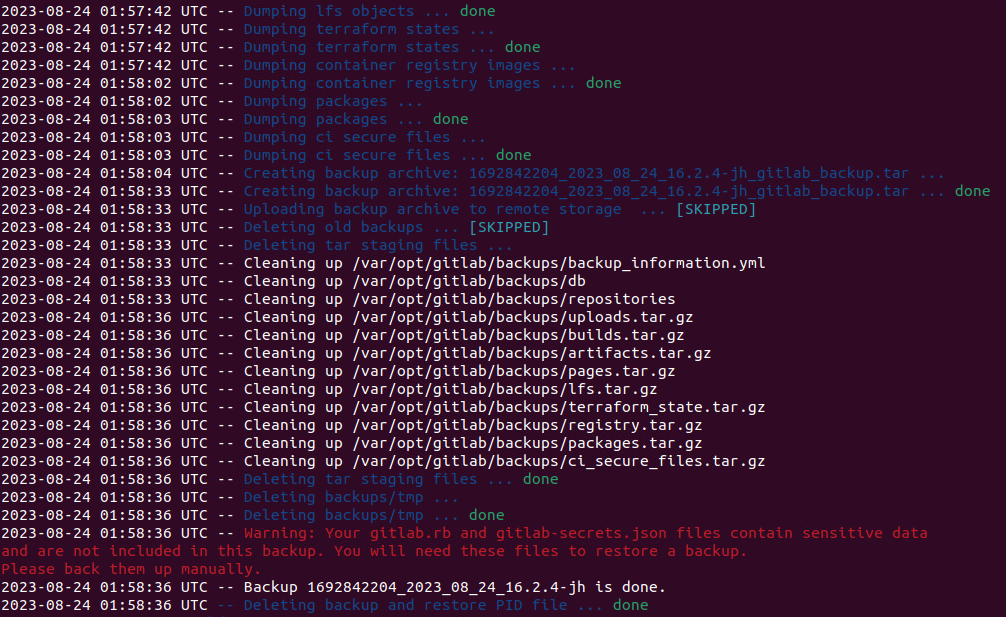 2023-08-24 01:57:42 UTC -- Dumping lfs objects ... done
2023-08-24 01:57:42 UTC -- Dumping terraform states ...
2023-08-24 01:57:42 UTC -- Dumping terraform states ... done
2023-08-24 01:57:42 UTC -- Dumping container registry images ...
2023-08-24 01:58:02 UTC -- Dumping container registry images ... done
2023-08-24 01:58:02 UTC -- Dumping packages ...
2023-08-24 01:58:03 UTC -- Dumping packages ... done
2023-08-24 01:58:03 UTC -- Dumping ci secure files ...
2023-08-24 01:58:03 UTC -- Dumping ci secure files ... done
2023-08-24 01:58:04 UTC -- Creating backup archive: 1692842204_2023_08_24_16.2.4-jh_gitlab_backup.tar ...
2023-08-24 01:58:33 UTC -- Creating backup archive: 1692842204_2023_08_24_16.2.4-jh_gitlab_backup.tar ... done
2023-08-24 01:58:33 UTC -- Uploading backup archive to remote storage  ... [SKIPPED]
2023-08-24 01:58:33 UTC -- Deleting old backups ... [SKIPPED]
2023-08-24 01:58:33 UTC -- Deleting tar staging files ...
2023-08-24 01:58:33 UTC -- Cleaning up /var/opt/gitlab/backups/backup_information.yml
2023-08-24 01:58:33 UTC -- Cleaning up /var/opt/gitlab/backups/db
2023-08-24 01:58:33 UTC -- Cleaning up /var/opt/gitlab/backups/repositories
2023-08-24 01:58:36 UTC -- Cleaning up /var/opt/gitlab/backups/uploads.tar.gz
2023-08-24 01:58:36 UTC -- Cleaning up /var/opt/gitlab/backups/builds.tar.gz
2023-08-24 01:58:36 UTC -- Cleaning up /var/opt/gitlab/backups/artifacts.tar.gz
2023-08-24 01:58:36 UTC -- Cleaning up /var/opt/gitlab/backups/pages.tar.gz
2023-08-24 01:58:36 UTC -- Cleaning up /var/opt/gitlab/backups/lfs.tar.gz
2023-08-24 01:58:36 UTC -- Cleaning up /var/opt/gitlab/backups/terraform_state.tar.gz
2023-08-24 01:58:36 UTC -- Cleaning up /var/opt/gitlab/backups/registry.tar.gz
2023-08-24 01:58:36 UTC -- Cleaning up /var/opt/gitlab/backups/packages.tar.gz
2023-08-24 01:58:36 UTC -- Cleaning up /var/opt/gitlab/backups/ci_secure_files.tar.gz
2023-08-24 01:58:36 UTC -- Deleting tar staging files ... done
2023-08-24 01:58:36 UTC -- Deleting backups/tmp ...
2023-08-24 01:58:36 UTC -- Deleting backups/tmp ... done
2023-08-24 01:58:36 UTC -- Warning: Your gitlab.rb and gitlab-secrets.json files contain sensitive data
and are not included in this backup. You will need these files to restore a backup.
Please back them up manually.
2023-08-24 01:58:36 UTC -- Backup 1692842204_2023_08_24_16.2.4-jh is done.
2023-08-24 01:58:36 UTC -- Deleting backup and restore PID file ... done